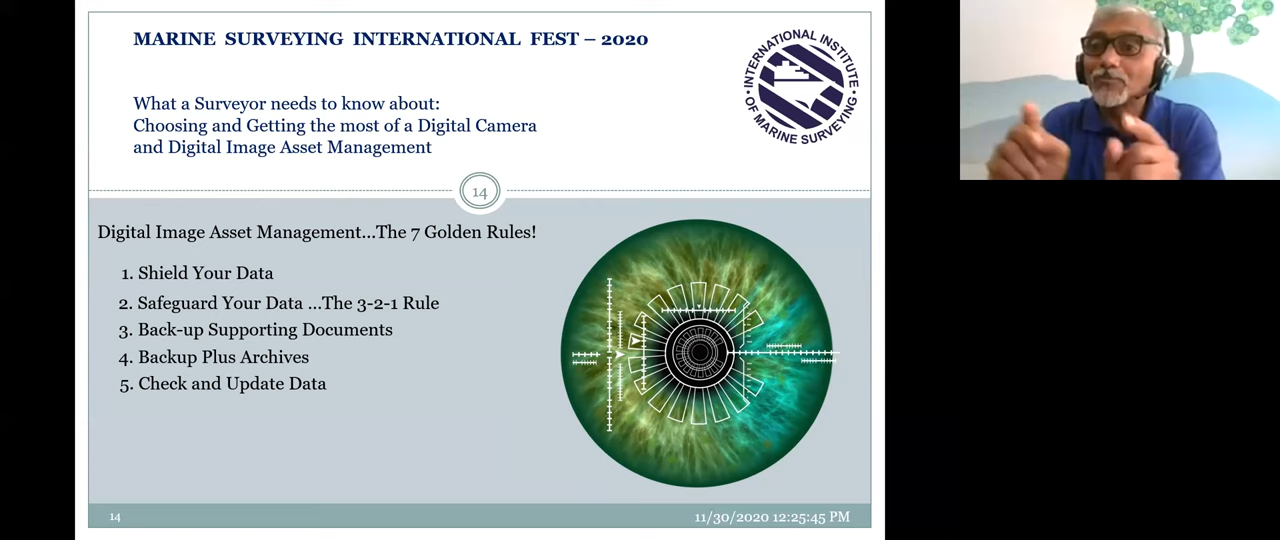 MARINE SURVEYING INTERNATIONAL FEST – 2020
INTERNATIONAL INSTITUTE
• OF MARINE SURVEYING •
What a Surveyor needs to know about:
Choosing and Getting the most of a Digital Camera
and Digital Image Asset Management
14
Digital Image Asset Management...The 7 Golden Rules!
1. Shield Your Data
2. Safeguard Your Data ...The 3-2-1 Rule
3. Back-up Supporting Documents
4. Backup Plus Archives
5. Check and Update Data
14
11/30/2020 12:25:45 PM